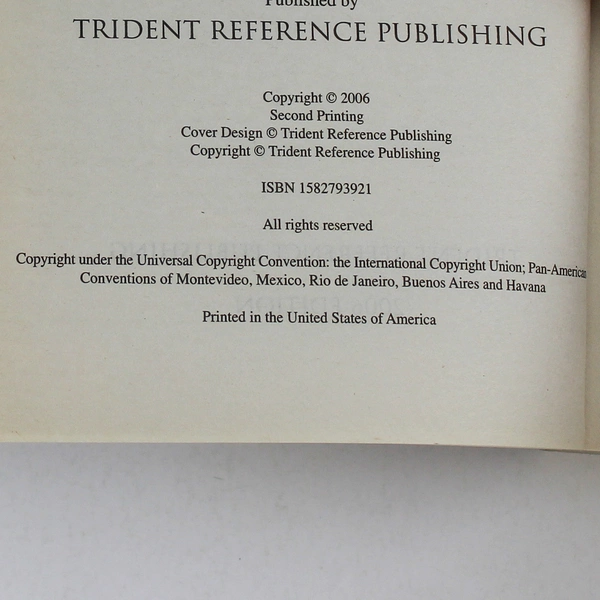 Published by
TRIDENT REFERENCE PUBLISHING
Copyright © 2006
Second Printing
Cover Design © Trident Reference Publishing
Copyright © Trident Reference Publishing
ISBN 1582793921
All rights reserved
Copyright under the Universal Copyright Convention: the International Copyright Union; Pan-American
Conventions of Montevideo, Mexico, Rio de Janeiro, Buenos Aires and Havana
Printed in the United States of America